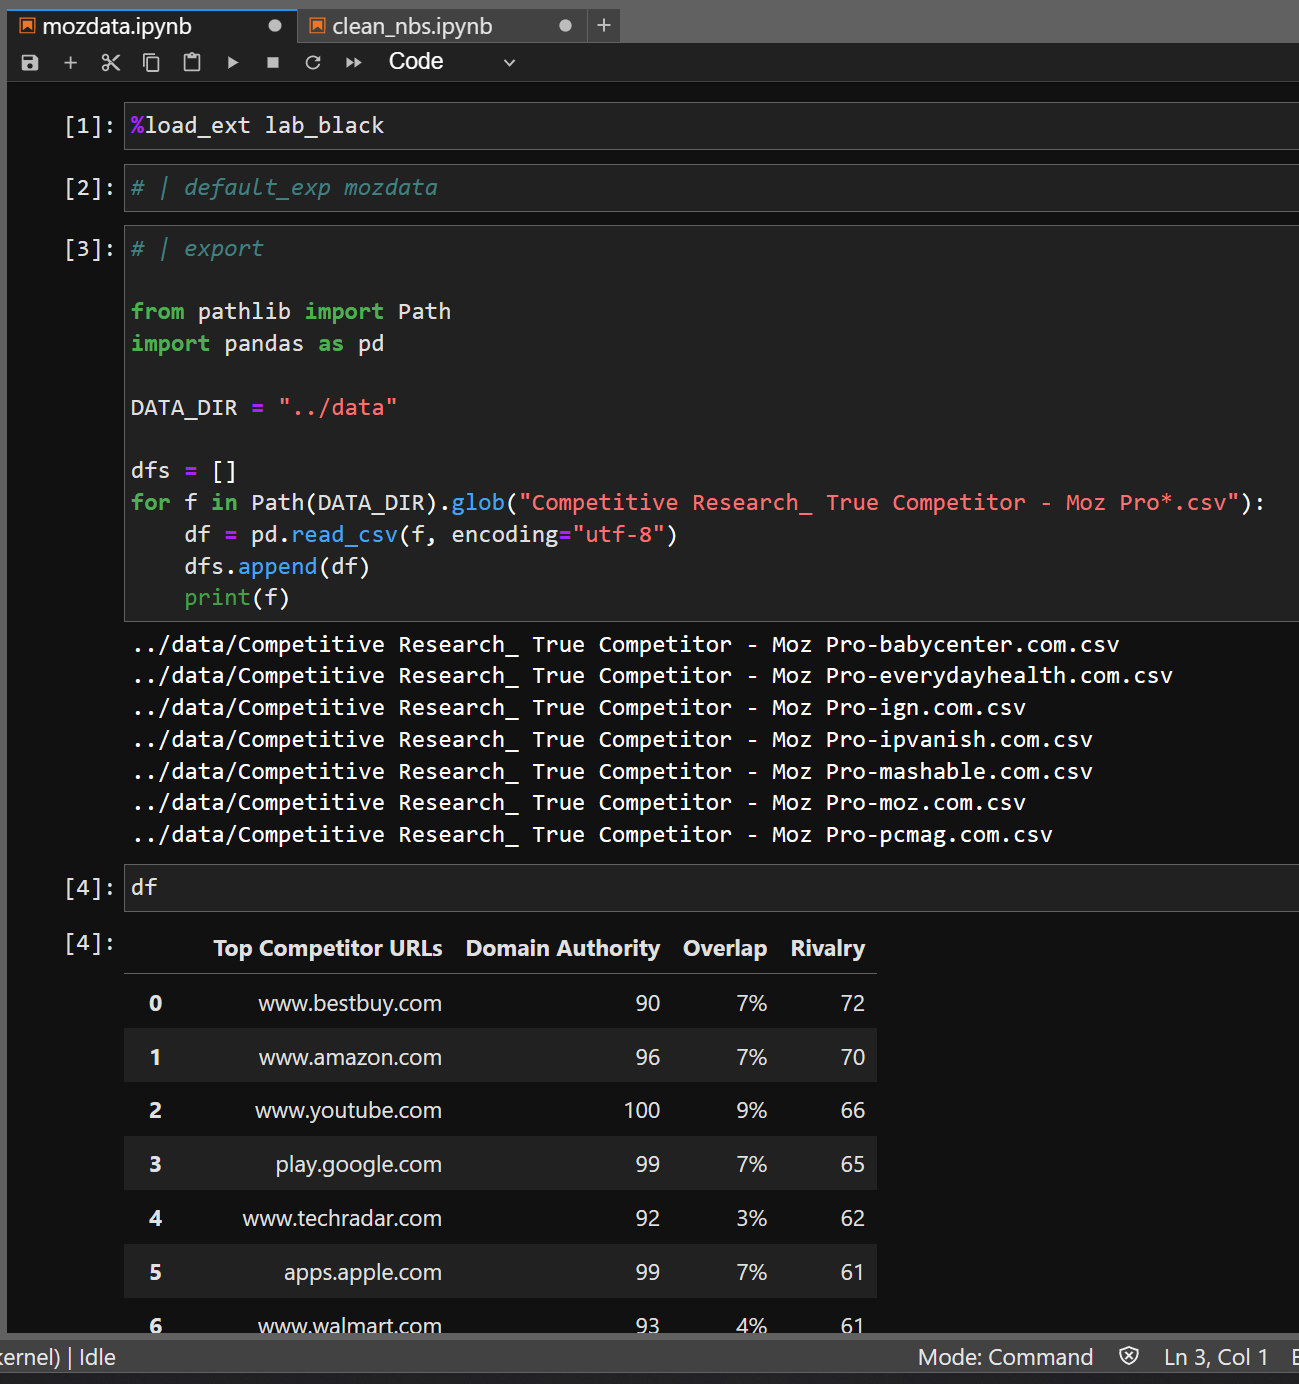 mozdata.ipynb
clean_nbs.ipynb
+
+
Code
[1]: %load_ext lab_black
[2]: # | default_exp mozdata
[3]: # | export
from pathlib import Path
import pandas as pd
DATA_DIR = "../data"
dfs = []
for f in Path(DATA_DIR).glob("Competitive Research_ True Competitor - Moz Pro*.csv"):
    df = pd.read_csv(f, encoding="utf-8")
    dfs.append(df)
    print(f)
../data/Competitive Research_ True Competitor - Moz Pro-babycenter.com.csv
../data/Competitive Research_ True Competitor - Moz Pro-everydayhealth.com.csv
../data/Competitive Research_ True Competitor - Moz Pro-ign.com.csv
../data/Competitive Research_ True Competitor - Moz Pro-ipvanish.com.csv
../data/Competitive Research_ True Competitor - Moz Pro-mashable.com.csv
../data/Competitive Research_ True Competitor - Moz Pro-moz.com.csv
../data/Competitive Research_ True Competitor - Moz Pro-pcmag.com.csv
[4]: df
[4]:
Top Competitor URLs Domain Authority Overlap Rivalry
0 www.bestbuy.com 90 7% 72
1 www.amazon.com 96 7% 70
2 www.youtube.com 100 9% 66
3 play.google.com 99 7% 65
4 www.techradar.com 92 3% 62
5 apps.apple.com 99 7% 61
6 www.walmart.com 93 4% 61
ernel) | Idle
Mode: Command
Ln 3, Col 1